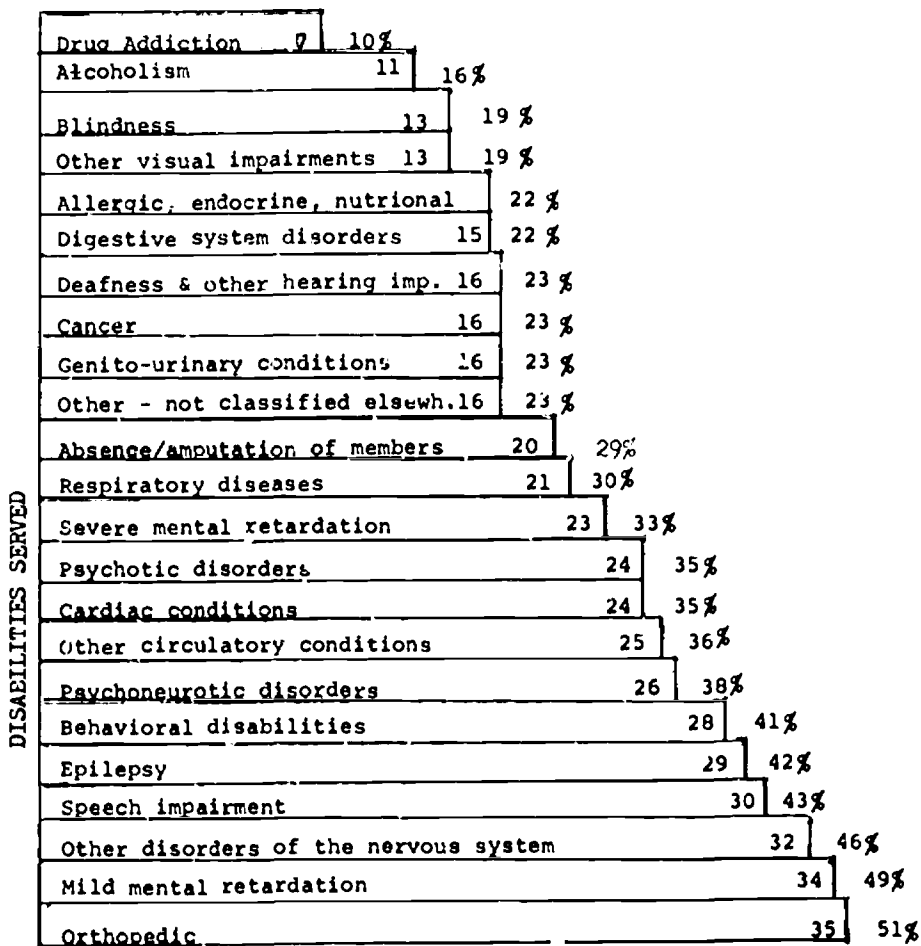 Drug Addiction 7 10%
Alcoholism 11 16%
Blindness 13 19%
Other visual impairments 13 19%
Allergic, endocrine, nutrional 22%
Digestive system disorders 15 22%
Deafness & other hearing imp. 16 23%
Cancer 16 23%
Genito-urinary conditions 16 23%
Other - not classified elsewh. 16 23%
Absence/amputation of members 20 29%
Respiratory diseases 21 30%
Severe mental retardation 23 33%
Psychotic disorders 24 35%
Cardiac conditions 24 35%
Other circulatory conditions 25 36%
Psychoneurotic disorders 26 38%
Behavioral disabilities 28 41%
Epilepsy 29 42%
Speech impairment 30 43%
Other disorders of the nervous system 32 46%
Mild mental retardation 34 49%
Orthopedic 35 51%
DISABILITIES SERVED